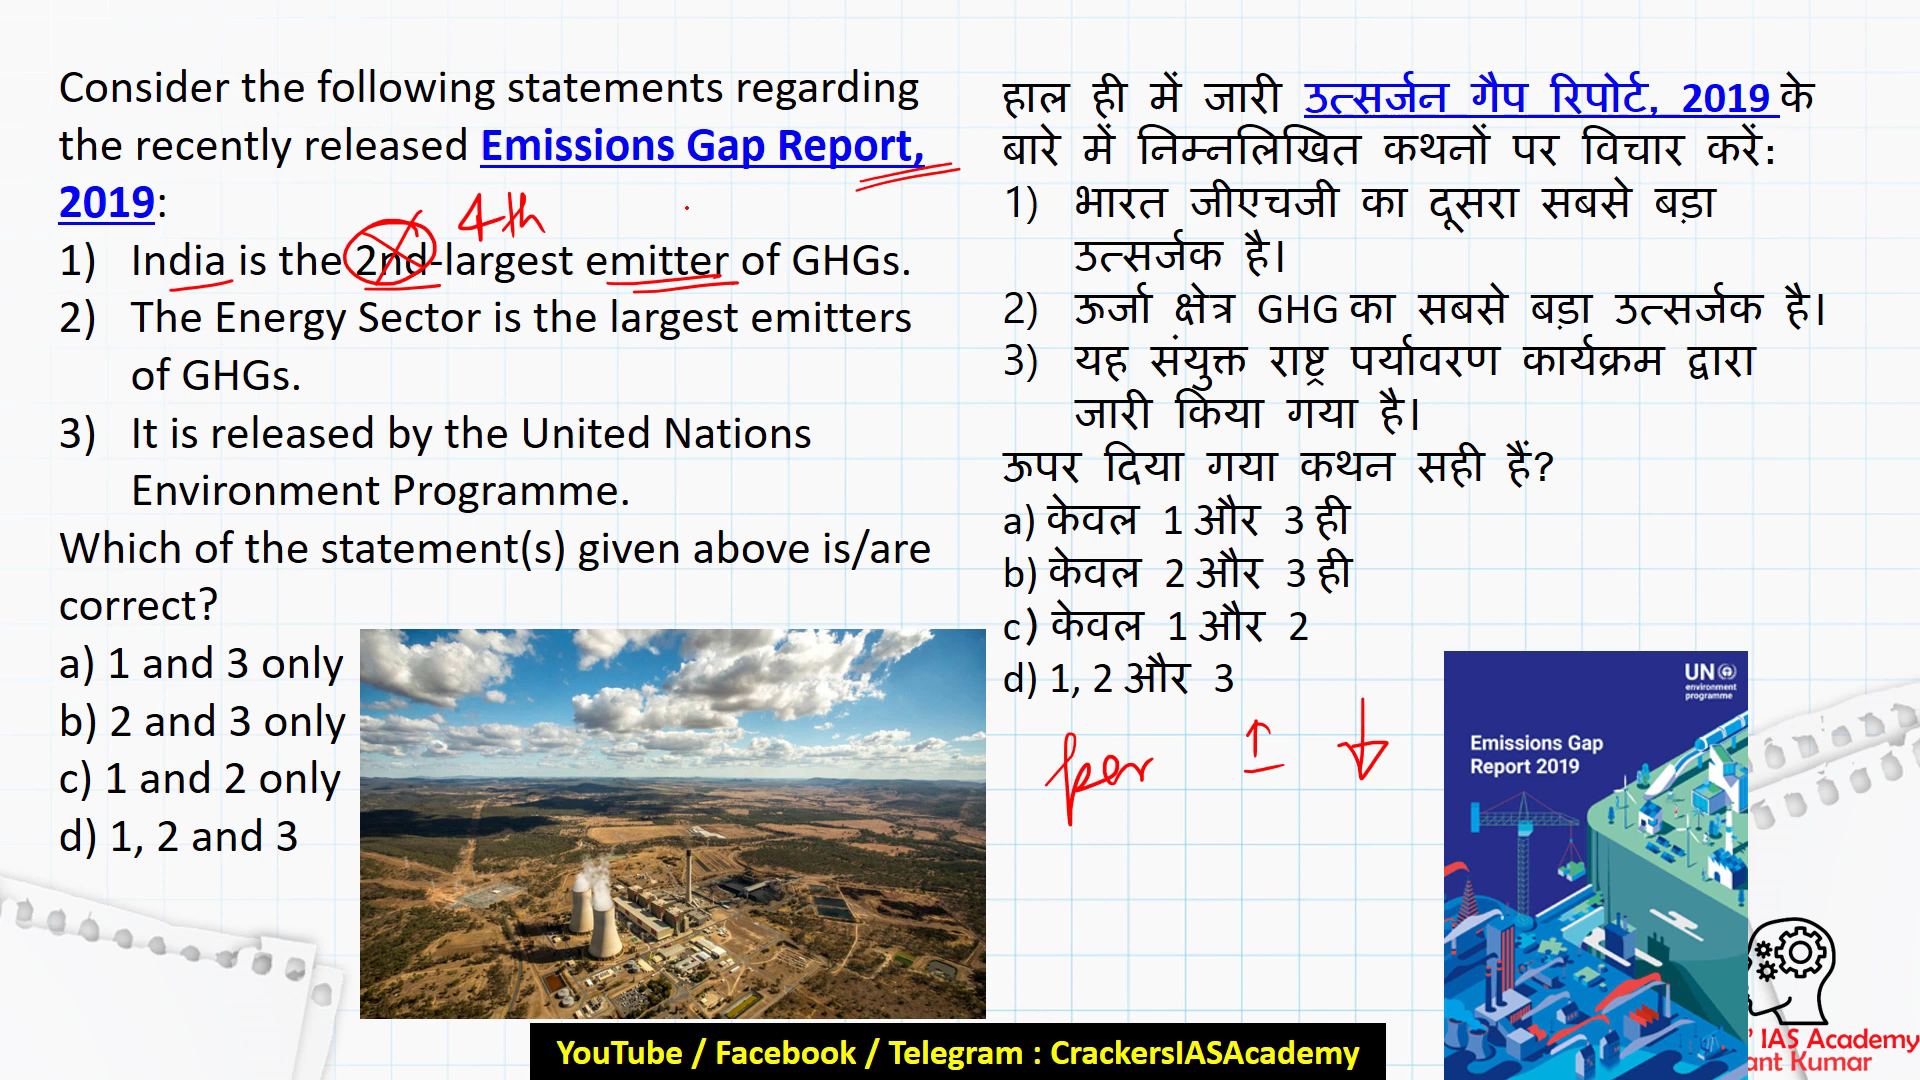 Consider the following statements regarding
the recently released Emissions Gap Report,
2019:
4th
1) India is the 2nd-largest emitter of GHGs.
2) The Energy Sector is the largest emitters
of GHGs.
3) It is released by the United Nations
Environment Programme.
Which of the statement(s) given above is/are
correct?
a) 1 and 3 only
b) 2 and 3 only
c) 1 and 2 only
d) 1, 2 and 3
हाल ही में जारी उत्सर्जन गैप रिपोर्ट, 2019 के
बारे में निम्नलिखित कथनों पर विचार करें:
1) भारत जीएचजी का दूसरा सबसे बड़ा
उत्सर्जक है।
2) ऊर्जा क्षेत्र GHG का सबसे बड़ा उत्सर्जक है।
3) यह संयुक्त राष्ट्र पर्यावरण कार्यक्रम द्वारा
जारी किया गया है।
ऊपर दिया गया कथन सही हैं?
a) केवल 1 और 3 ही
b) केवल 2 और 3 ही
c) केवल 1 और 2
d) 1, 2 और 3
per
UN
environment
programme
Emissions Gap
Report 2019
YouTube / Facebook / Telegram : CrackersIASAcademy
' IAS Academy
ant Kumar